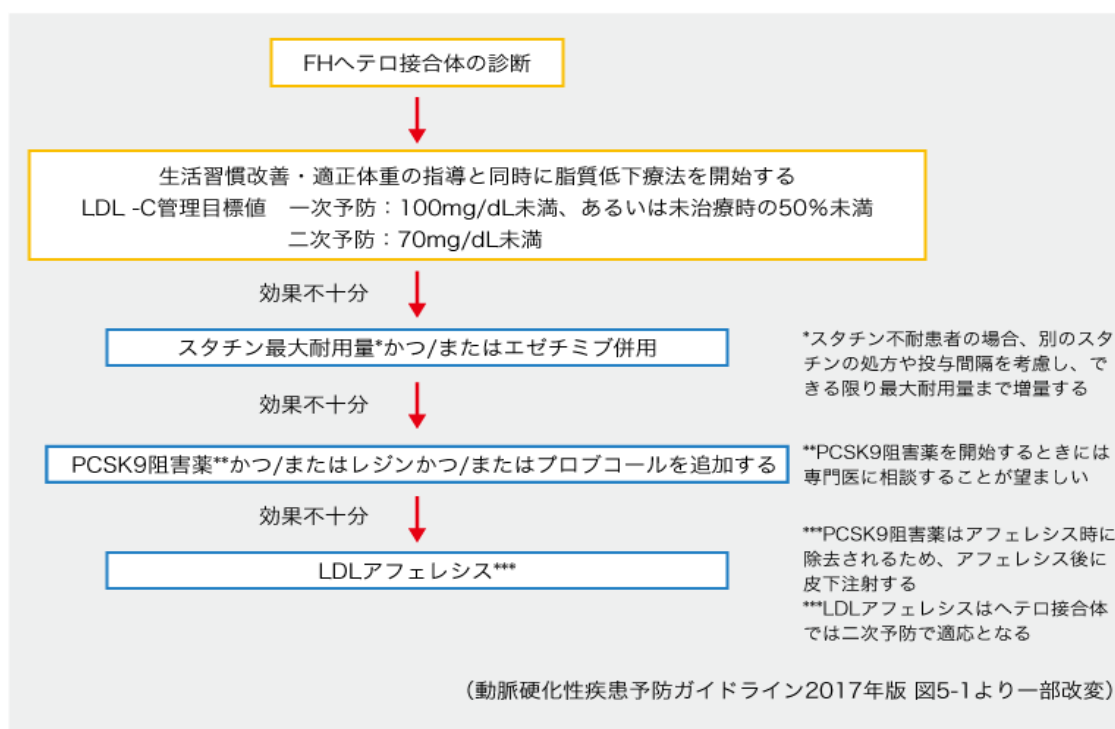 FHヘテロ接合体の診断
生活習慣改善・適正体重の指導と同時に脂質低下療法を開始する
LDL -C管理目標値　一次予防：100mg/dL未満、あるいは未治療時の50%未満
二次予防：70mg/dL未満
効果不十分
スタチン最大耐用量*かつ/またはエゼチミブ併用
*スタチン不耐患者の場合、別のスタ
チンの処方や投与間隔を考慮し、で
きる限り最大耐用量まで増量する
効果不十分
PCSK9阻害薬**かつ/またはレジンかつ/またはプロブコールを追加する
**PCSK9阻害薬を開始するときには
専門医に相談することが望ましい
効果不十分
LDLアフェレシス***
***PCSK9阻害薬はアフェレシス時に
除去されるため、アフェレシス後に
皮下注射する
***LDLアフェレシスはヘテロ接合体
では二次予防で適応となる
（動脈硬化性疾患予防ガイドライン2017年版 図5-1より一部改変）